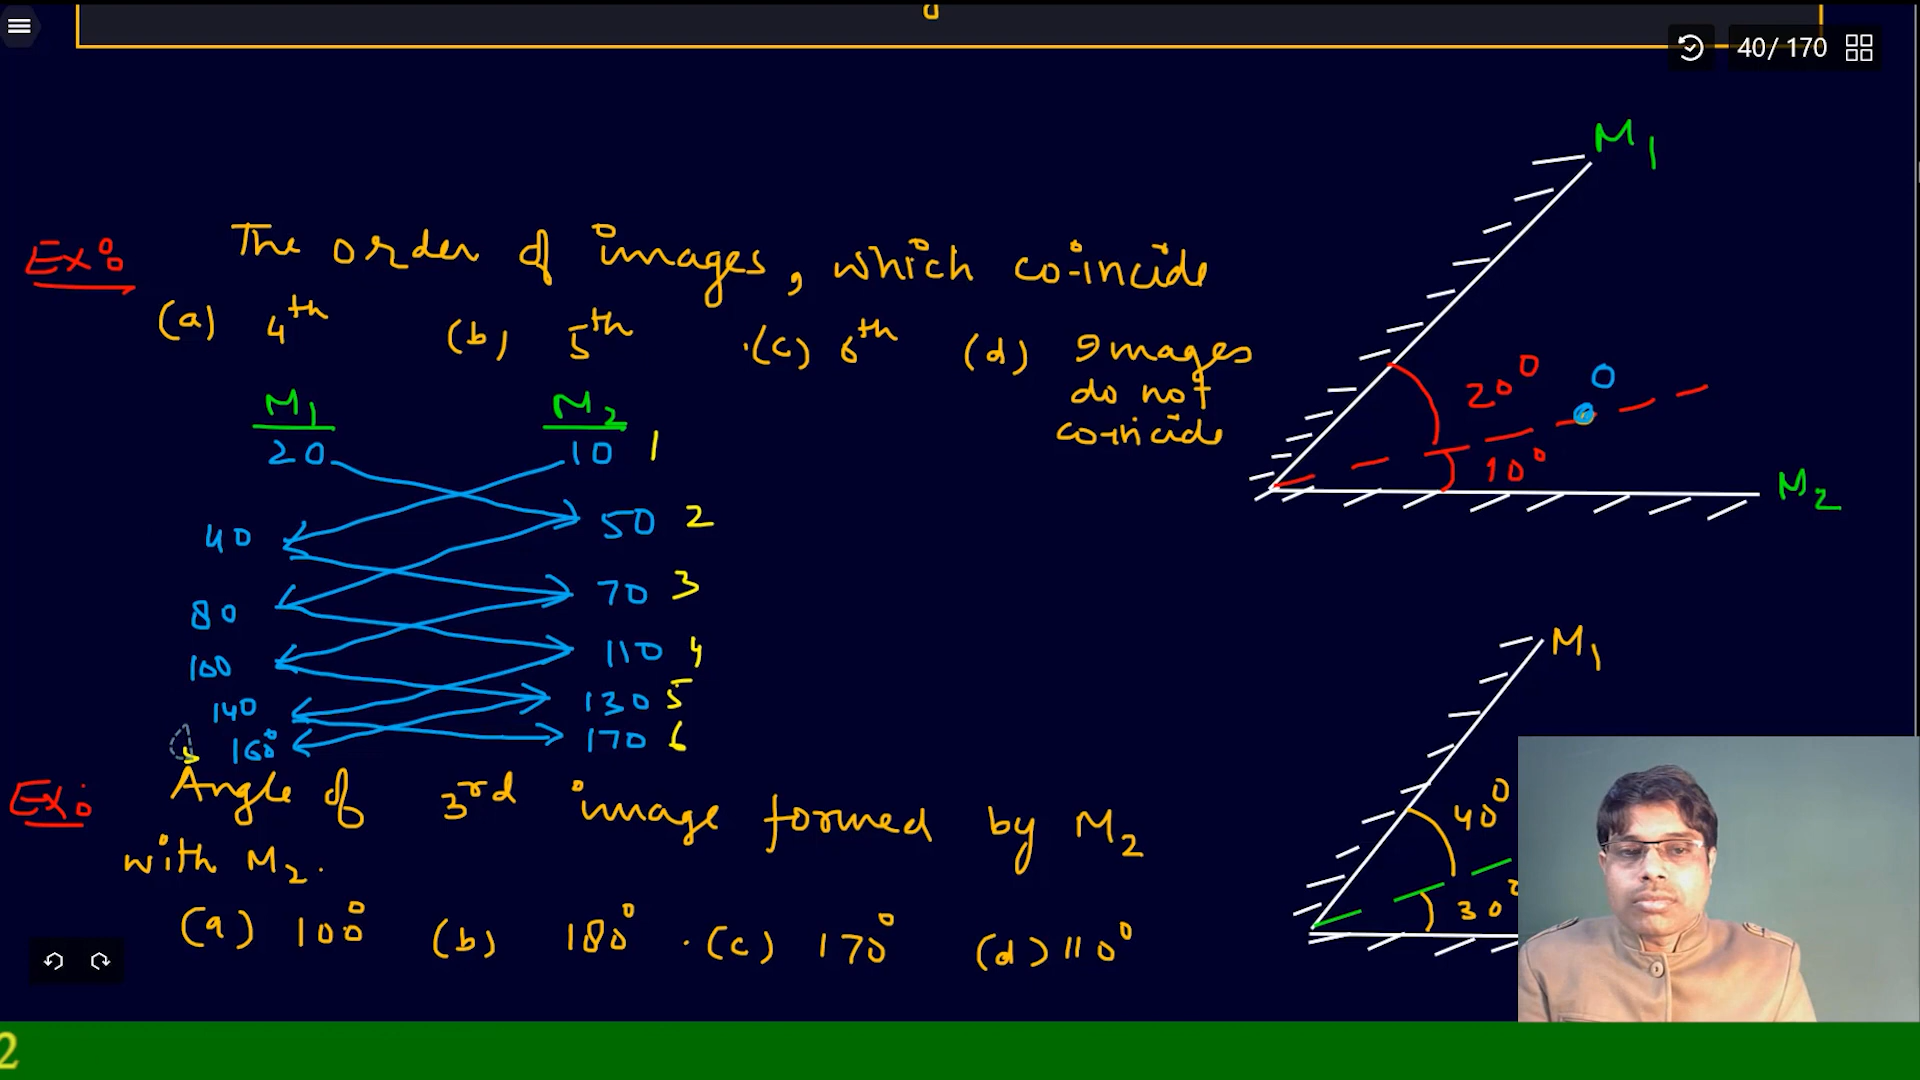 40/ 170
Ex: The order of images, which co-incide
(a) 4th (b) 5th (c) 6th (d) Images do not co-incide
M1 M2
20 10 1
40 50 2
80 70 3
100 110 4
140 130 5
160° 170 6
M1
20° O
10°
M2
Ex: Angle of 3rd image formed by M2
with M2.
(a) 100° (b) 180° (c) 170° (d) 110°
M1
40°
30°
2